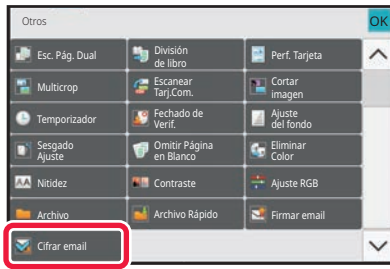 Otros
OK
Esc. Pág. Dual
División
de libro
Perf. Tarjeta
Multicrop
Escanear
Tarj.Com.
Cortar
imagen
Temporizador
Fechado de
Verif.
Ajuste
del fondo
Sesgado
Ajuste
Omitir Página
en Blanco
Eliminar
Color
Nitidez
Contraste
Ajuste RGB
Archivo
Archivo Rápido
Firmar email
Cifrar email